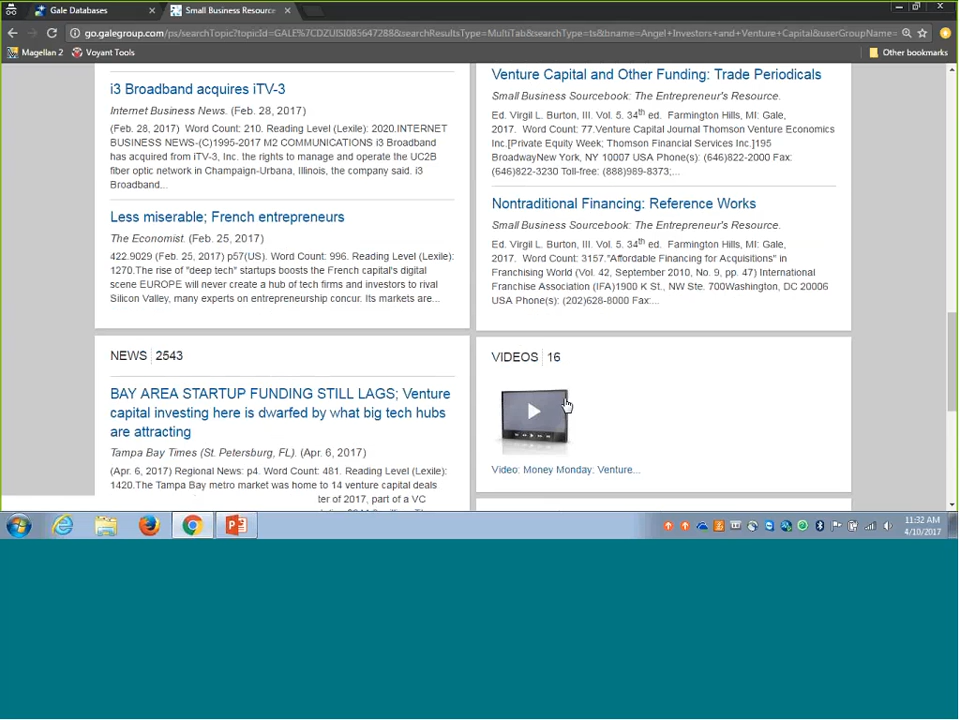 Gale Databases
Small Business Resource
go.galegroup.com/ps/searchTopic?topicId=GALE%7CDZUISI085647288&searchResultsType=MultiTab&searchType=ts&bname=Angel+Investors+and+Venture+Capital&userGroupName=
Magellan 2
Voyant Tools
Other bookmarks
i3 Broadband acquires iTV-3
Internet Business News. (Feb. 28, 2017)
(Feb. 28, 2017) Word Count: 210. Reading Level (Lexile): 2020.INTERNET
BUSINESS NEWS-(C)1995-2017 M2 COMMUNICATIONS i3 Broadband
has acquired from iTV-3, Inc. the rights to manage and operate the UC2B
fiber optic network in Champaign-Urbana, Illinois, the company said. i3
Broadband...
Less miserable; French entrepreneurs
The Economist. (Feb. 25, 2017)
422.9029 (Feb. 25, 2017) p57(US). Word Count: 996. Reading Level (Lexile):
1270.The rise of "deep tech" startups boosts the French capital's digital
scene EUROPE will never create a hub of tech firms and investors to rival
Silicon Valley, many experts on entrepreneurship concur. Its markets are...
Venture Capital and Other Funding: Trade Periodicals
Small Business Sourcebook: The Entrepreneur's Resource.
Ed. Virgil L. Burton, III. Vol. 5. 34th ed. Farmington Hills, MI: Gale,
2017. Word Count: 77.Venture Capital Journal Thomson Venture Economics
Inc.[Private Equity Week; Thomson Financial Services Inc.]195
BroadwayNew York, NY 10007 USA Phone(s): (646)822-2000 Fax:
(646)822-3230 Toll-free: (888)989-8373;...
Nontraditional Financing: Reference Works
Small Business Sourcebook: The Entrepreneur's Resource.
Ed. Virgil L. Burton, III. Vol. 5. 34th ed. Farmington Hills, MI: Gale,
2017. Word Count: 3157."Affordable Financing for Acquisitions" in
Franchising World (Vol. 42, September 2010, No. 9, pp. 47) International
Franchise Association (IFA)1900 K St., NW Ste. 700Washington, DC 20006
USA Phone(s): (202)628-8000 Fax:...
NEWS 2543
BAY AREA STARTUP FUNDING STILL LAGS; Venture
capital investing here is dwarfed by what big tech hubs
are attracting
Tampa Bay Times (St. Petersburg, FL). (Apr. 6, 2017)
(Apr. 6, 2017) Regional News: p4. Word Count: 481. Reading Level (Lexile):
1420.The Tampa Bay metro market was home to 14 venture capital deals
ter of 2017, part of a VC
VIDEOS 16
Video: Money Monday: Venture...
11:32 AM
4/10/2017